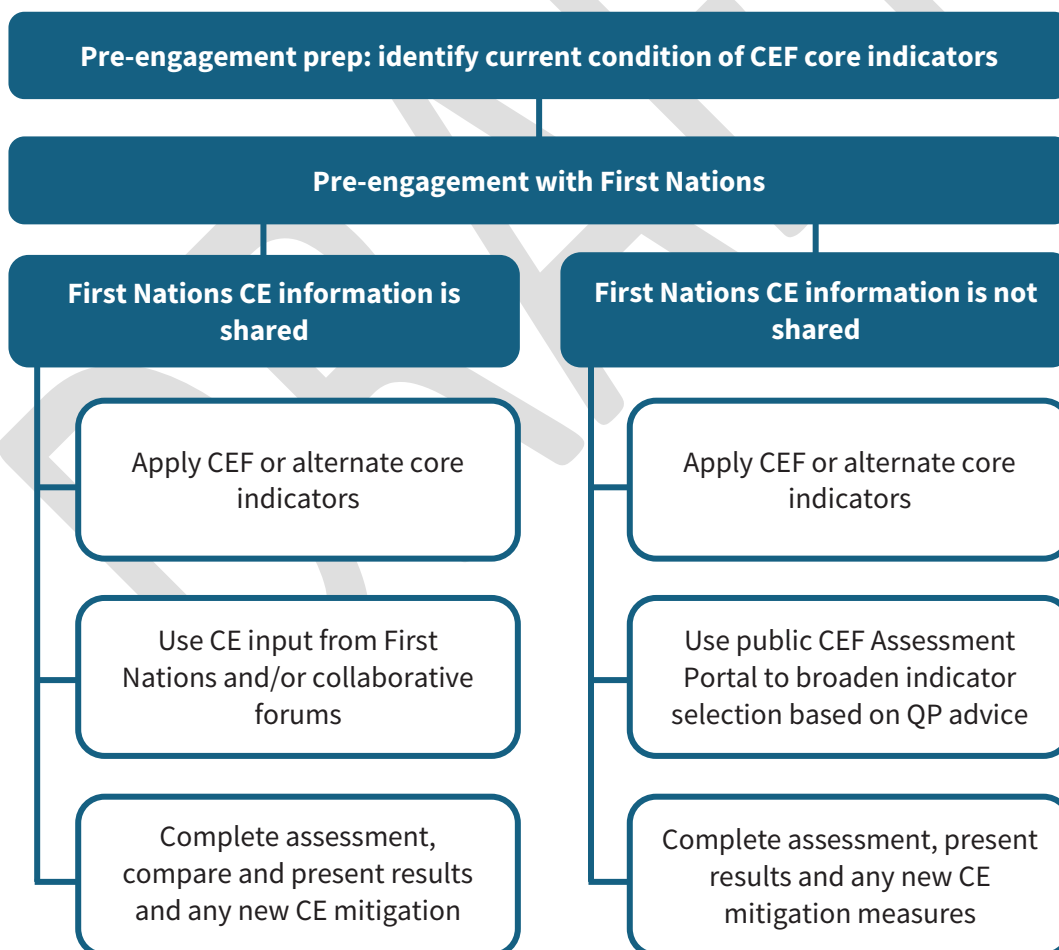 Pre-engagement prep: identify current condition of CEF core indicators
Pre-engagement with First Nations
First Nations CE information is
shared
First Nations CE information is not
shared
Apply CEF or alternate core
indicators
Apply CEF or alternate core
indicators
Use CE input from First
Nations and/or collaborative
forums
Use public CEF Assessment
Portal to broaden indicator
selection based on QP advice
Complete assessment,
compare and present results
and any new CE mitigation
Complete assessment, present
results and any new CE
mitigation measures